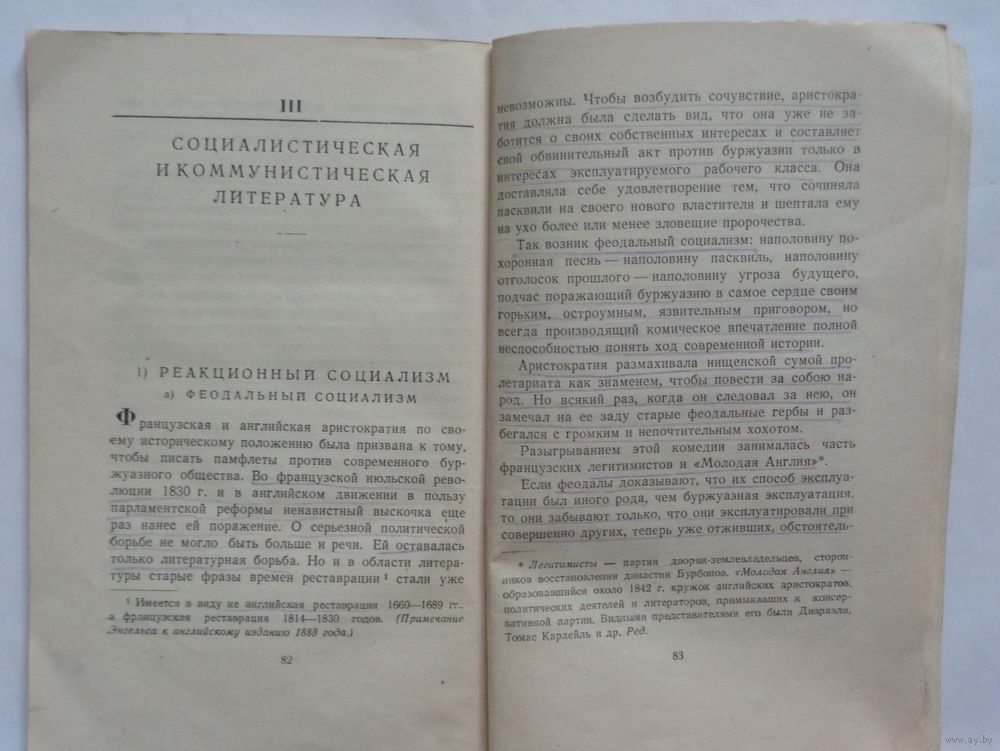 III
СОЦИАЛИСТИЧЕСКАЯ
И КОММУНИСТИЧЕСКАЯ
ЛИТЕРАТУРА
1) РЕАКЦИОННЫЙ СОЦИАЛИЗМ
а) ФЕОДАЛЬНЫЙ СОЦИАЛИЗМ
Французская и английская аристократия по сво-
ему историческому положению была призвана к тому,
чтобы писать памфлеты против современного бур-
жуазного общества. Во французской июльской рево-
люции 1830 г. и в английском движении в пользу
парламентской реформы ненавистный выскочка еще
раз нанес ей поражение. О серьезной политической
борьбе не могло быть больше и речи. Ей оставалась
только литературная борьба. Но и в области литера-
туры старые фразы времен реставрации¹ стали уже
¹ Имеется в виду не английская реставрация 1660—1689 гг.,
а французская реставрация 1814—1830 годов. (Примечание
Энгельса к английскому изданию 1888 года.)
82
невозможны. Чтобы возбудить сочувствие, аристокра-
тия должна была сделать вид, что она уже не за-
ботится о своих собственных интересах и составляет
свой обвинительный акт против буржуазии только в
интересах эксплуатируемого рабочего класса. Она
доставляла себе удовлетворение тем, что сочиняла
пасквили на своего нового властителя и шептала ему
на ухо более или менее зловещие пророчества.
Так возник феодальный социализм: наполовину по-
хоронная песнь — наполовину пасквиль, наполовину
отголосок прошлого — наполовину угроза будущего,
подчас поражающий буржуазию в самое сердце своим
горьким, остроумным, язвительным приговором, но
всегда производящий комическое впечатление полной
неспособностью понять ход современной истории.
Аристократия размахивала нищенской сумой про-
летариата как знаменем, чтобы повести за собою на-
род. Но всякий раз, когда он следовал за нею, он
замечал на ее заду старые феодальные гербы и раз-
бегался с громким и непочтительным хохотом.
Разыгрыванием этой комедии занималась часть
французских легитимистов и «Молодая Англия»*.
Если феодалы доказывают, что их способ эксплуа-
тации был иного рода, чем буржуазная эксплуатация,
то они забывают только, что они эксплуатировали при
совершенно других, теперь уже отживших, обстоятель-
* Легитимисты — партия дворян-землевладельцев, сторон-
ников восстановления династии Бурбонов. «Молодая Англия» —
образовавшийся около 1842 г. кружок английских аристократов,
политических деятелей и литераторов, примыкавших к консер-
вативной партии. Видными представителями его были Дизраэли,
Томас Карлейль и др. Ред.
83
www.ay.by